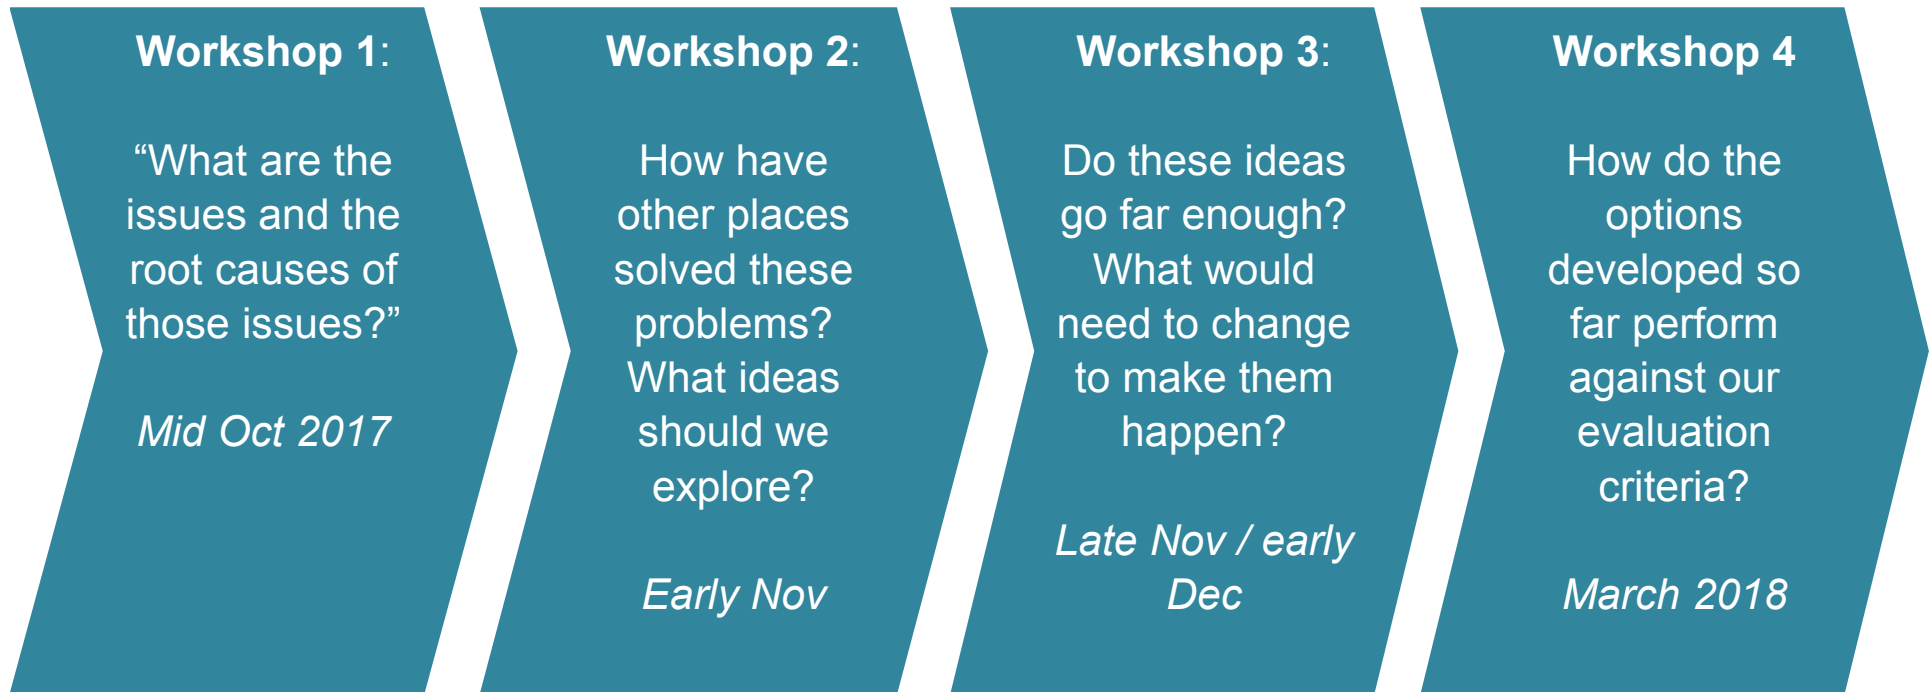 Workshop 1:
“What are the
issues and the
root causes of
those issues?”
Mid Oct 2017
Workshop 2:
How have
other places
solved these
problems?
What ideas
should we
explore?
Early Nov
Workshop 3:
Do these ideas
go far enough?
What would
need to change
to make them
happen?
Late Nov / early
Dec
Workshop 4
How do the
options
developed so
far perform
against our
evaluation
criteria?
March 2018